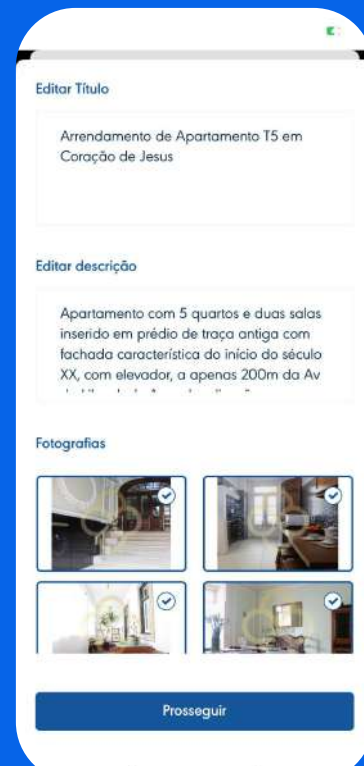 Editar Título
Arrendamento de Apartamento T5 em
Coração de Jesus
Editar descrição
Apartamento com 5 quartos e duas salas
inserido em prédio de traça antiga com
fachada característica do início do século
XX, com elevador, a apenas 200m da Av
Fotografias
Prosseguir